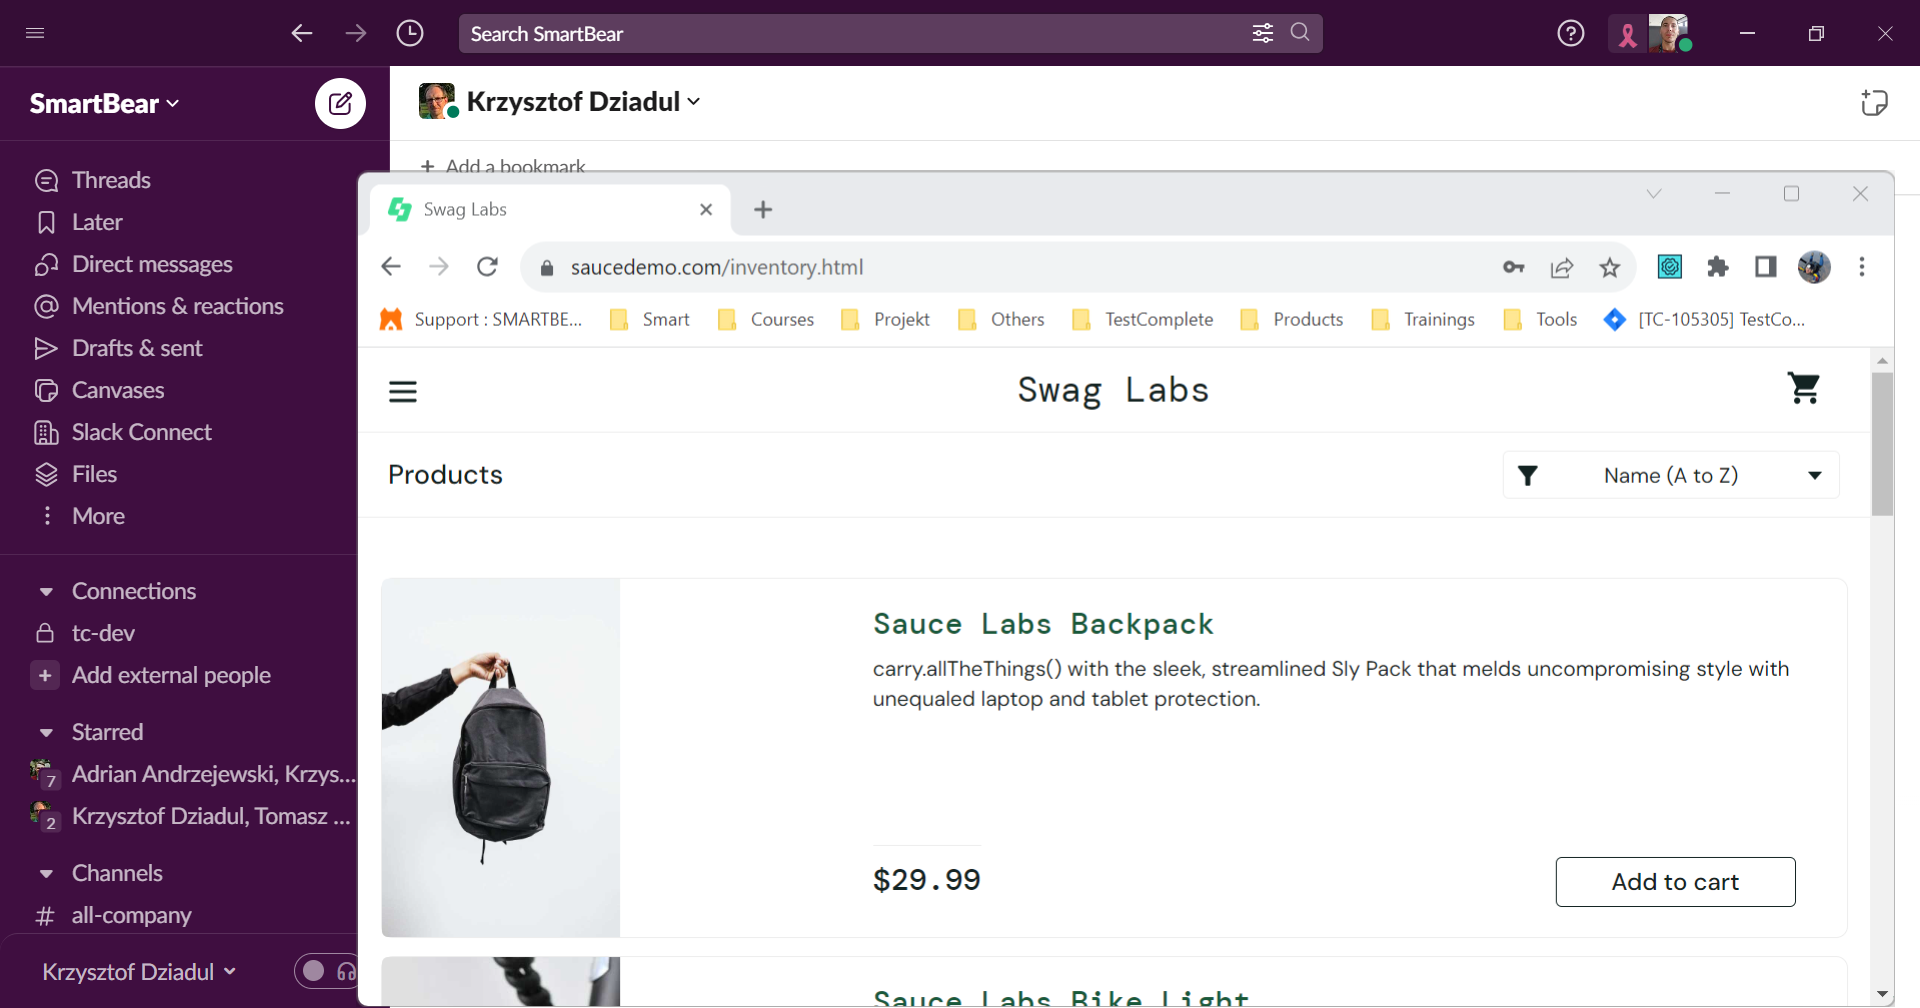 Search SmartBear
SmartBear
Krzysztof Dziadul
Add a bookmark
Threads
Later
Direct messages
Mentions & reactions
Drafts & sent
Canvases
Slack Connect
Files
More
Connections
tc-dev
Add external people
Starred
7 Adrian Andrzejewski, Krzys...
2 Krzysztof Dziadul, Tomasz ...
Channels
all-company
Krzysztof Dziadul
Swag Labs
saucedemo.com/inventory.html
Support : SMARTBE...
Smart
Courses
Projekt
Others
TestComplete
Products
Trainings
Tools
[TC-105305] TestCo...
Swag Labs
Products
Name (A to Z)
Sauce Labs Backpack
carry.allTheThings() with the sleek, streamlined Sly Pack that melds uncompromising style with
unequaled laptop and tablet protection.
$29.99
Add to cart
Sauce Labs Bike Light